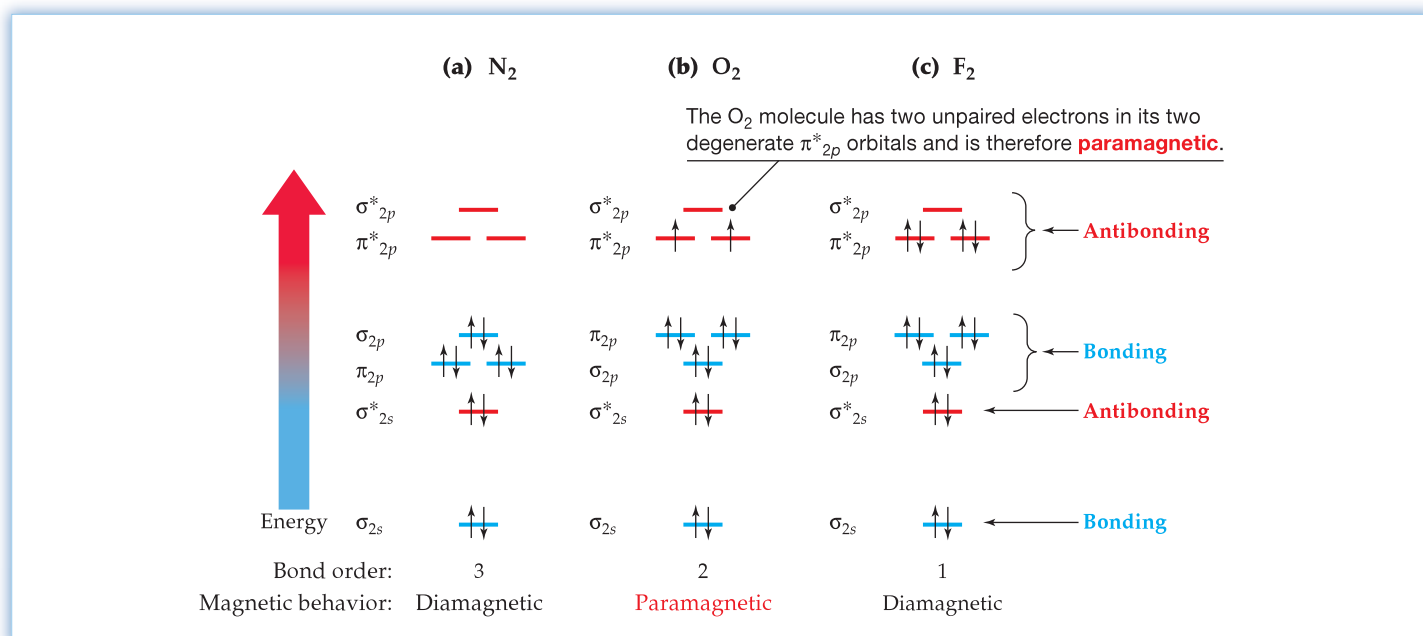 (a) N₂ (b) O₂ (c) F₂
The O₂ molecule has two unpaired electrons in its two
degenerate π*₂p orbitals and is therefore paramagnetic.
σ*₂p σ*₂p σ*₂p
π*₂p π*₂p π*₂p Antibonding
σ₂p π₂p π₂p Bonding
π₂p σ₂p σ₂p
σ*₂s σ*₂s σ*₂s Antibonding
Energy σ₂s σ₂s σ₂s Bonding
Bond order: 3 2 1
Magnetic behavior: Diamagnetic Paramagnetic Diamagnetic